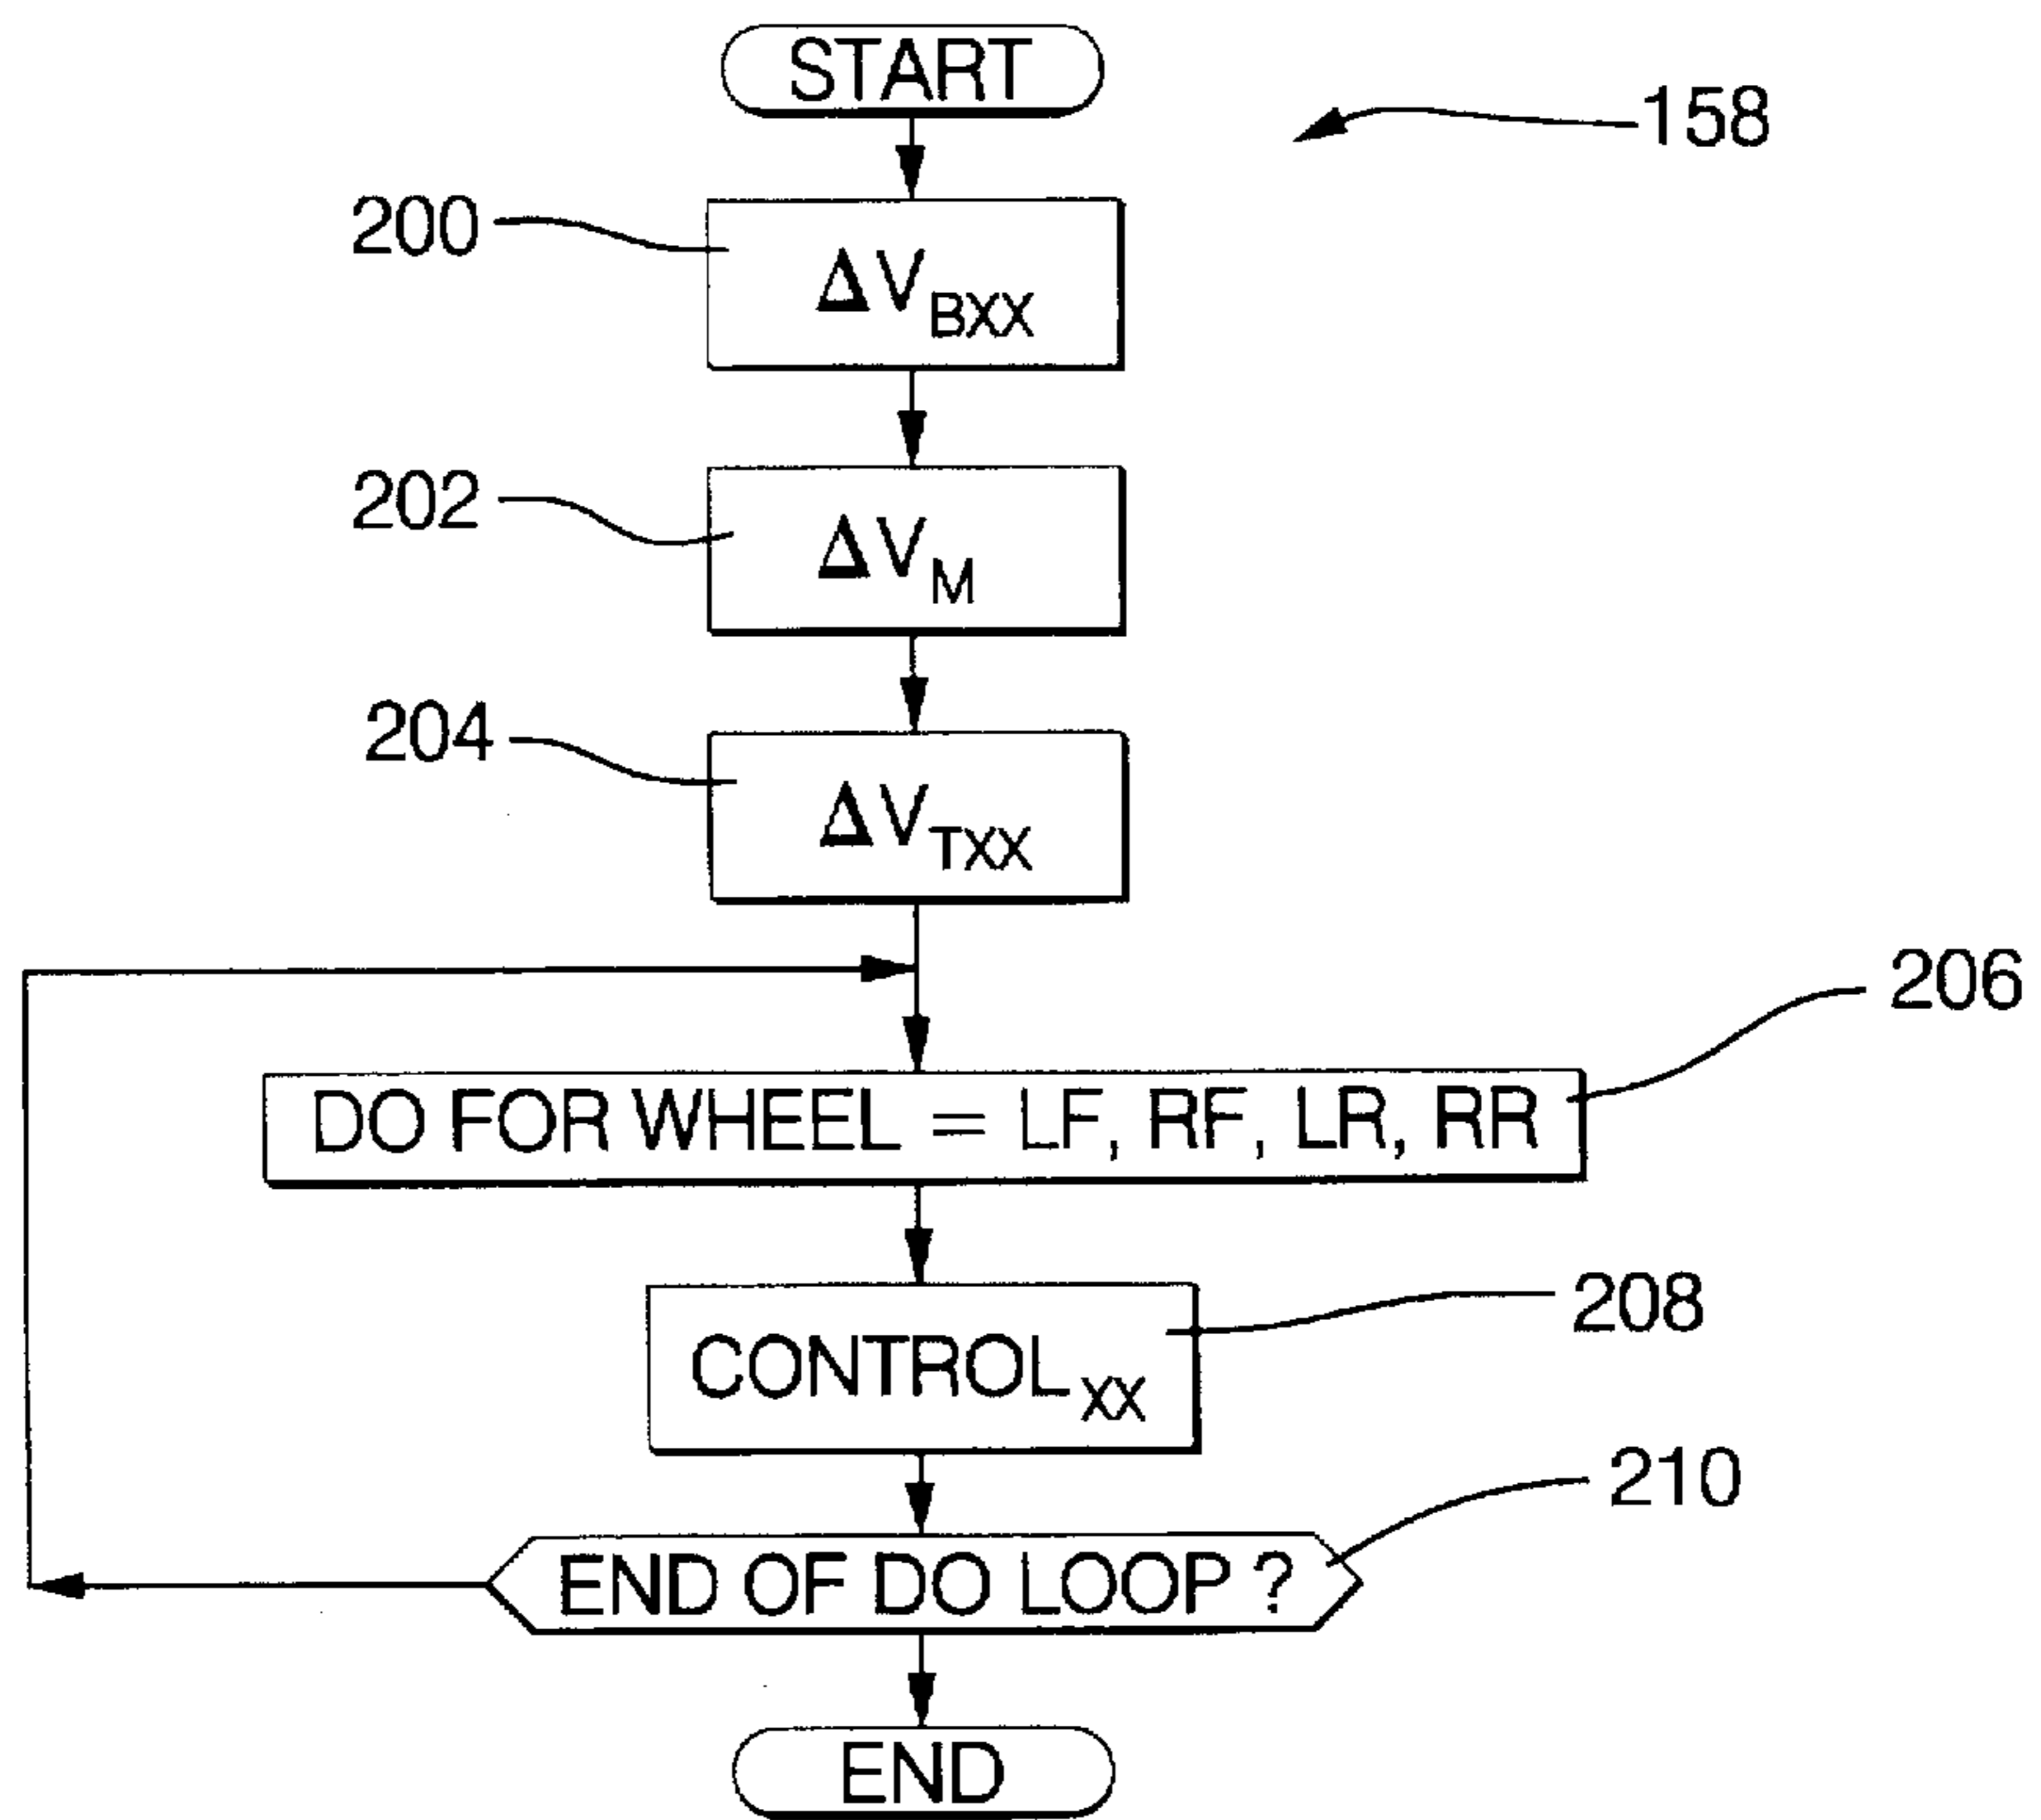 START
158
200
ΔV_BXX
202
ΔV_M
204
ΔV_TXX
206
DO FOR WHEEL = LF, RF, LR, RR
208
CONTROL_XX
210
END OF DO LOOP ?
END